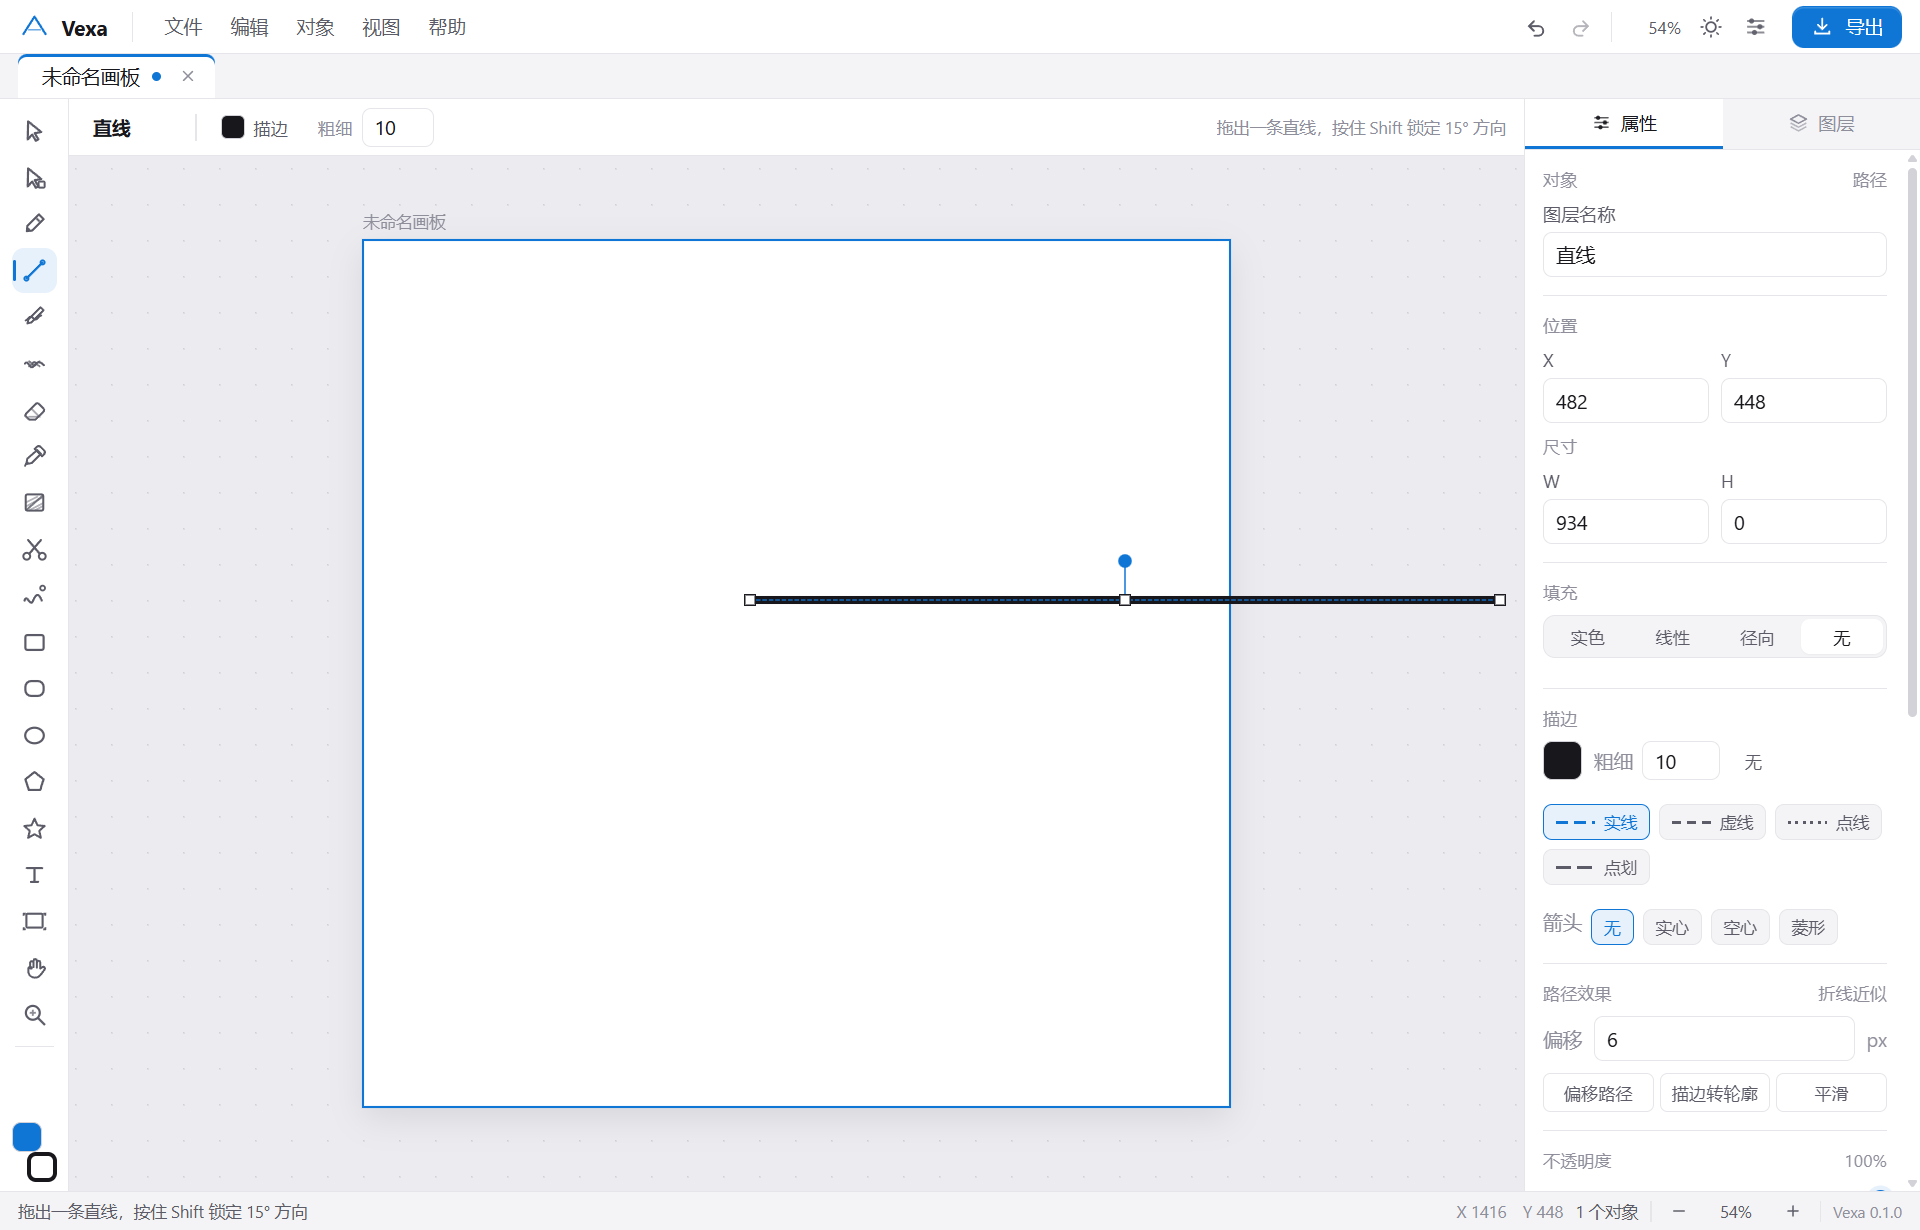 Vexa 文件 编辑 对象 视图 帮助 54% 导出
未命名画板
直线 描边 粗细 10 拖出一条直线，按住 Shift 锁定 15° 方向
属性 图层
未命名画板
对象 路径
图层名称
直线
位置
X Y
482 448
尺寸
W H
934 0
填充
实色 线性 径向 无
描边
粗细 10 无
实线 虚线 点线
点划
箭头 无 实心 空心 菱形
路径效果 折线近似
偏移 6 px
偏移路径 描边转轮廓 平滑
不透明度 100%
拖出一条直线，按住 Shift 锁定 15° 方向 X 1416 Y 448 1 个对象 54% Vexa 0.1.0